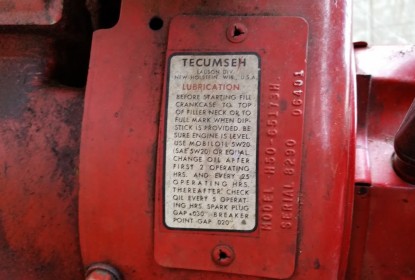 TECUMSEH
LAUSON DIV.
NEW HOLSTEIN, WIS., U.S.A.
LUBRICATION
BEFORE STARTING FILL
CRANKCASE TO TOP
OF FILLER NECK OR TO
FULL MARK WHEN DIP-
STICK IS PROVIDED. BE
SURE ENGINE IS LEVEL.
USE MOBILOIL 5W20
(SAE 5W20) OR EQUAL.
CHANGE OIL AFTER
FIRST 2 OPERATING
HRS. AND EVERY 25
OPERATING HRS.
THEREAFTER. CHECK
OIL EVERY 5 OPERAT-
ING HRS. SPARK PLUG
GAP .030" BREAKER
POINT GAP .020"
MODEL H50-65173H
SERIAL 8290 06401